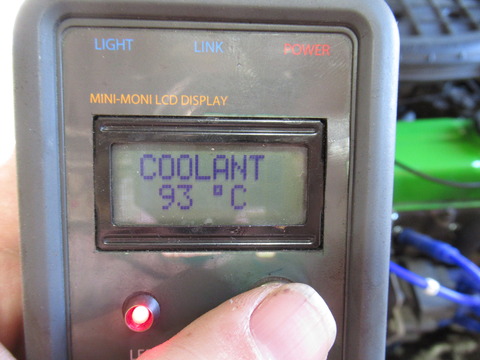 LIGHT LINK POWER
MINI-MONI LCD DISPLAY
COOLANT
93 °C